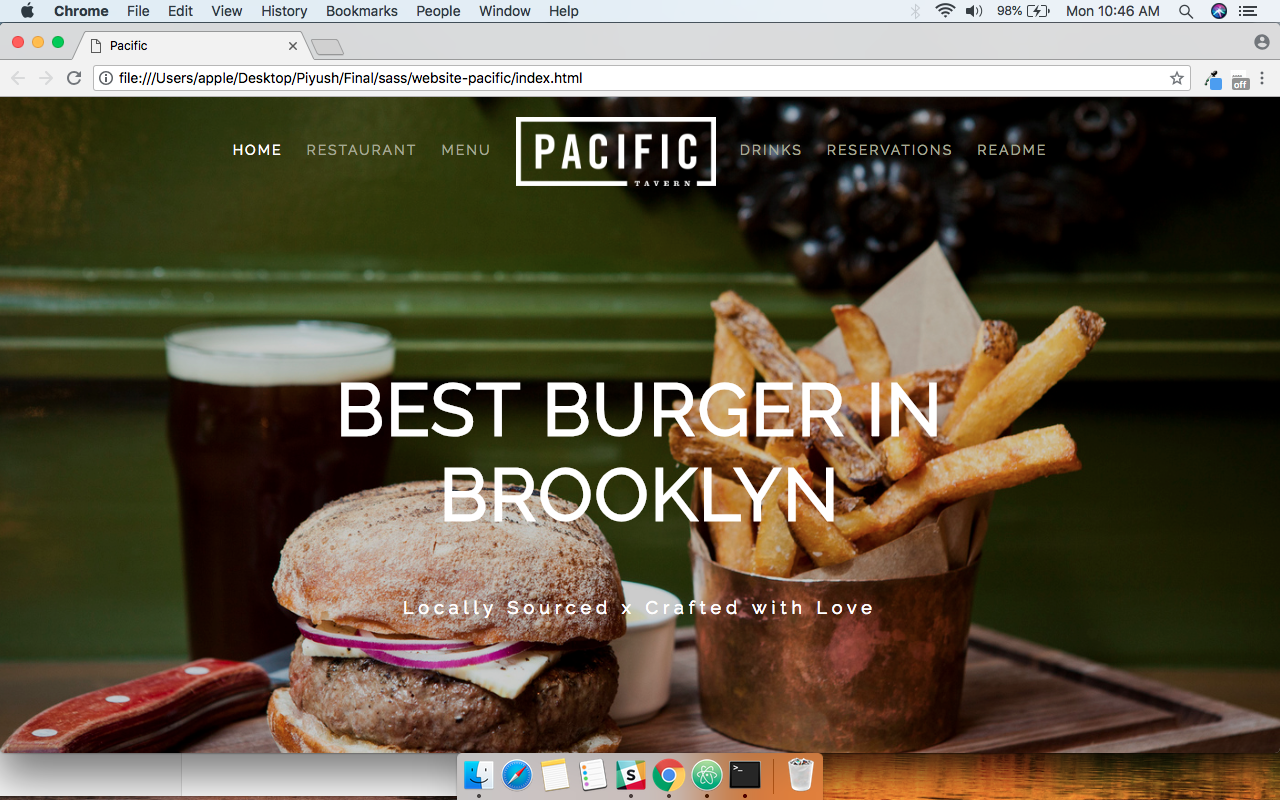 Chrome File Edit View History Bookmarks People Window Help 98% Mon 10:46 AM
Pacific
file:///Users/apple/Desktop/Piyush/Final/sass/website-pacific/index.html
off
HOME RESTAURANT MENU PACIFIC DRINKS RESERVATIONS README
TAVERN
BEST BURGER IN
BROOKLYN
Locally Sourced x Crafted with Love
S
>_